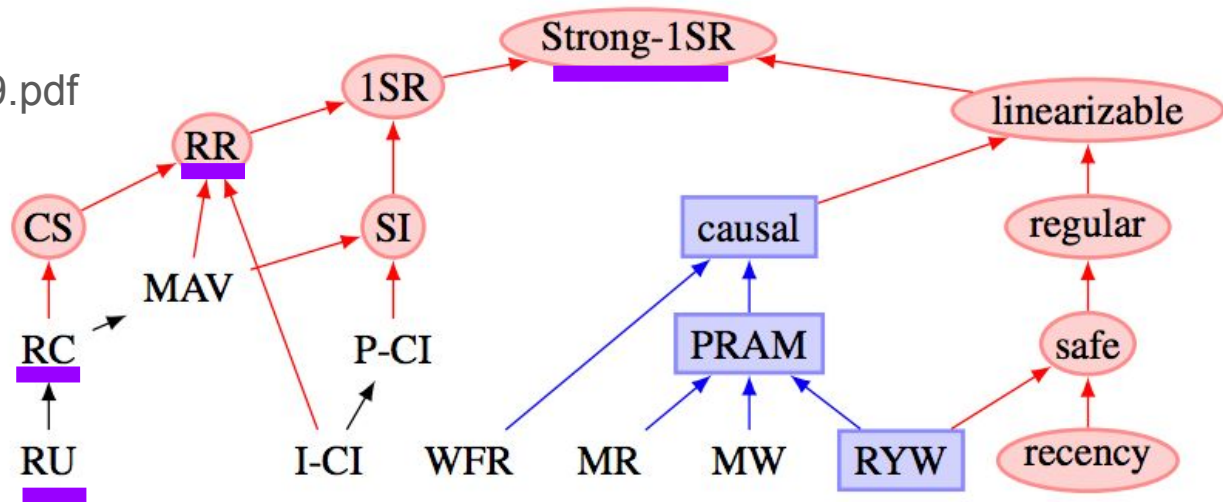 Strong-1SR
9.pdf
1SR
linearizable
RR
CS
SI
causal
regular
MAV
RC
P-CI
PRAM
safe
RU
I-CI
WFR
MR
MW
RYW
recency